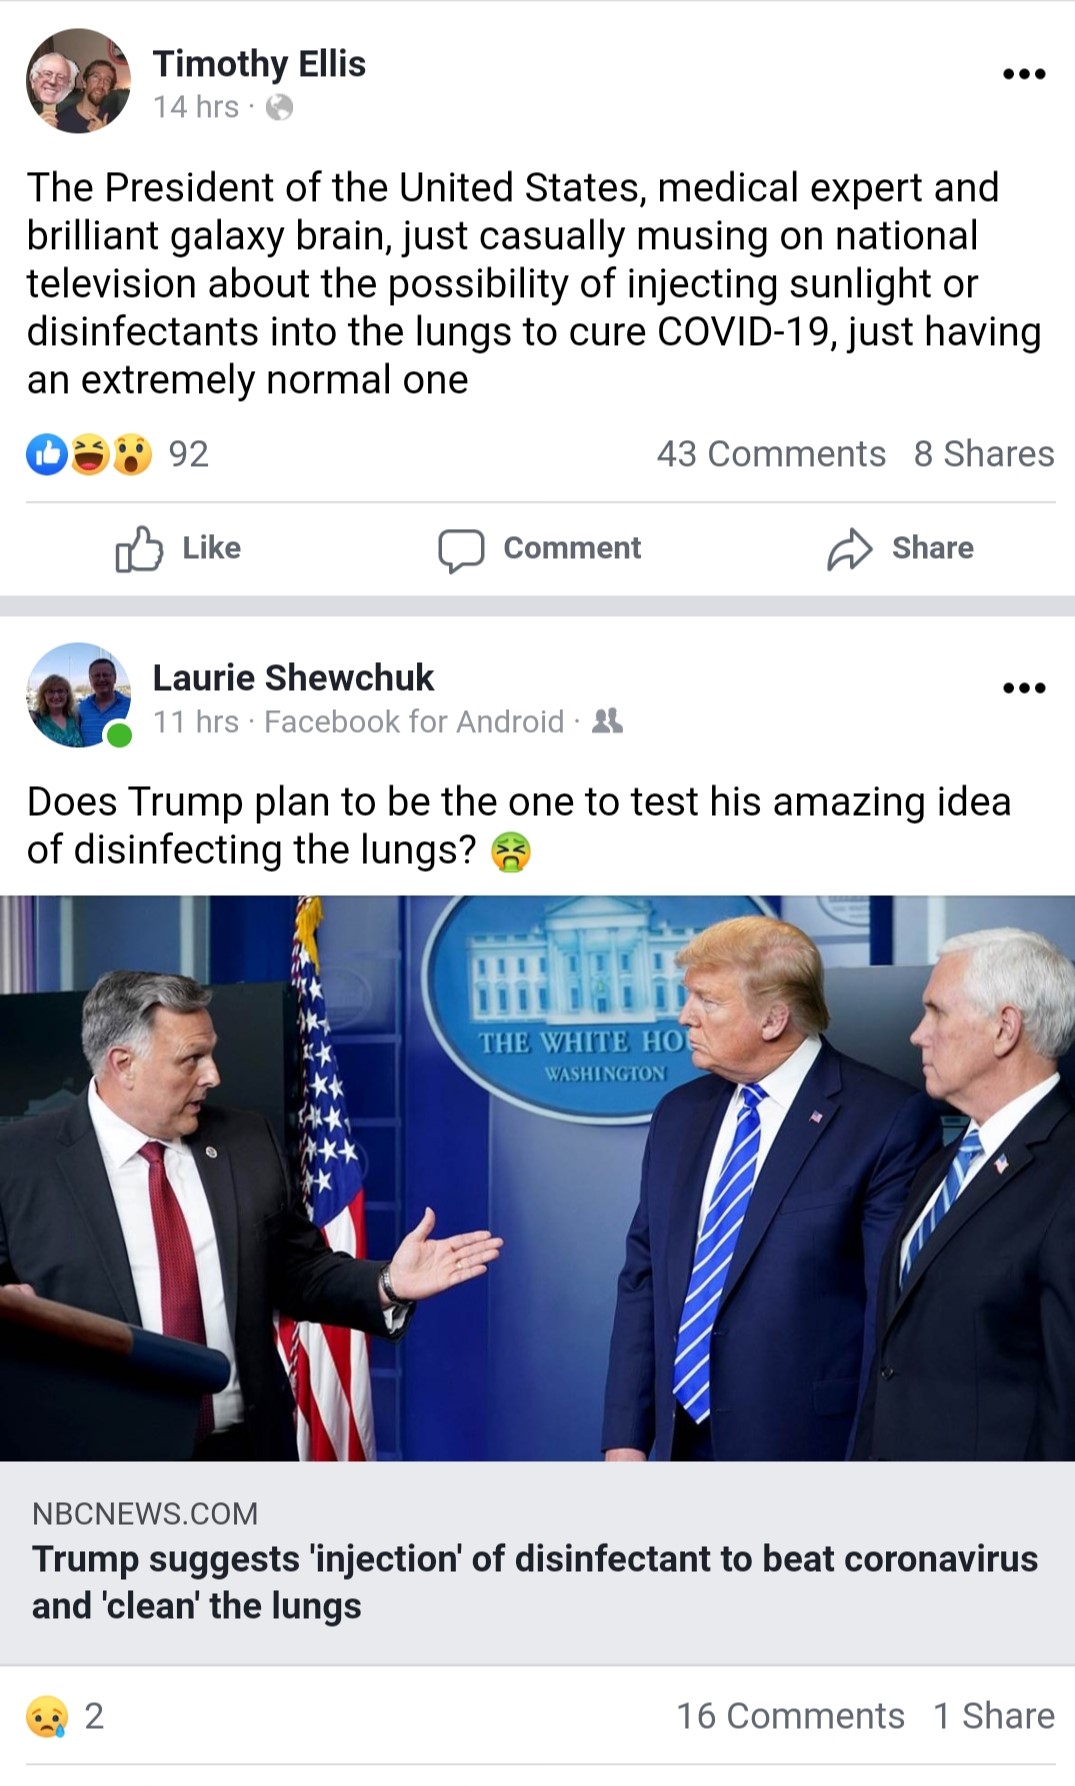 Timothy Ellis
14 hrs ·
The President of the United States, medical expert and
brilliant galaxy brain, just casually musing on national
television about the possibility of injecting sunlight or
disinfectants into the lungs to cure COVID-19, just having
an extremely normal one
92 43 Comments 8 Shares
Like Comment Share
Laurie Shewchuk
11 hrs · Facebook for Android ·
Does Trump plan to be the one to test his amazing idea
of disinfecting the lungs? 🤮
THE WHITE HO
WASHINGTON
NBCNEWS.COM
Trump suggests 'injection' of disinfectant to beat coronavirus
and 'clean' the lungs
2 16 Comments 1 Share